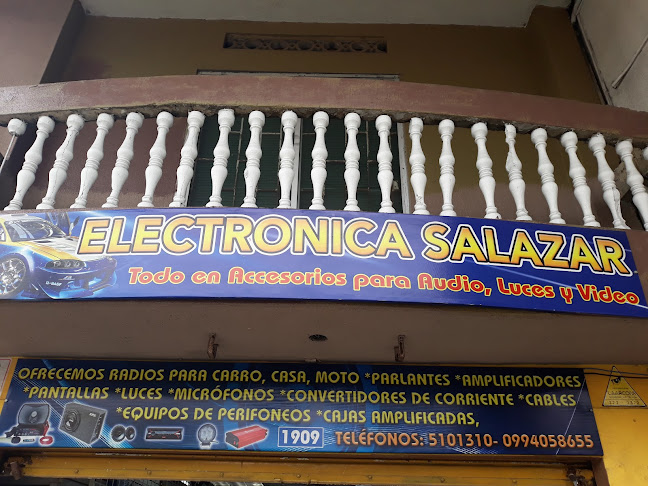 ELECTRONICA SALAZAR
Todo en Accesorios para Audio, Luces y Video
OFRECEMOS RADIOS PARA CARRO, CASA, MOTO *PARLANTES *AMPLIFICADORES
*PANTALLAS *LUCES *MICRÓFONOS *CONVERTIDORES DE CORRIENTE *CABLES
*EQUIPOS DE PERIFONEOS *CAJAS AMPLIFICADAS,
1909 TELÉFONOS: 5101310- 0994058655